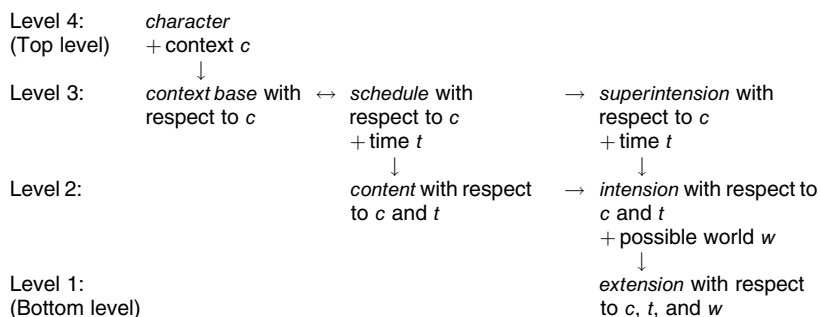 Level 4: character
(Top level) + context c
↓
Level 3: context base with ↔ schedule with → superintension with
respect to c respect to c respect to c
+ time t + time t
↓ ↓
Level 2: content with respect → intension with respect to
to c and t c and t
+ possible world w
↓
Level 1: extension with respect
(Bottom level) to c, t, and w